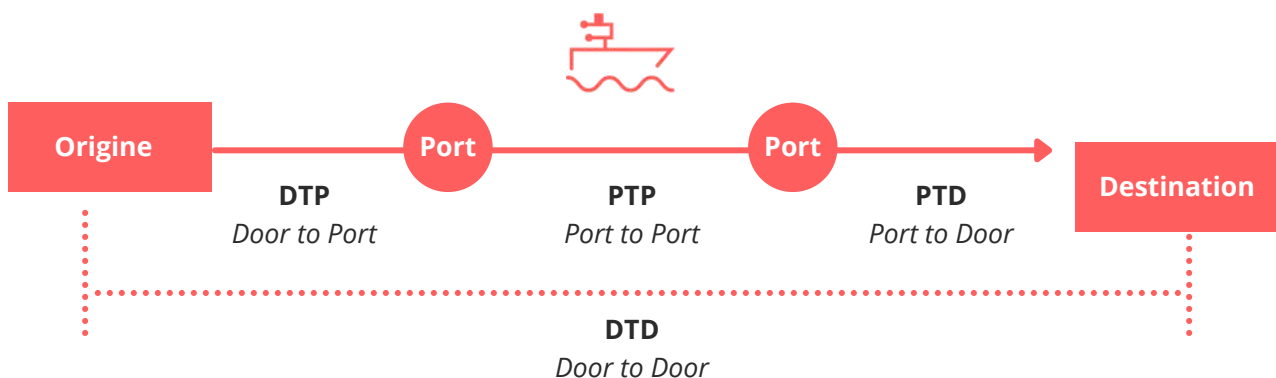 Origine
Port
Port
Destination
DTP
PTP
PTD
Door to Port
Port to Port
Port to Door
DTD
Door to Door